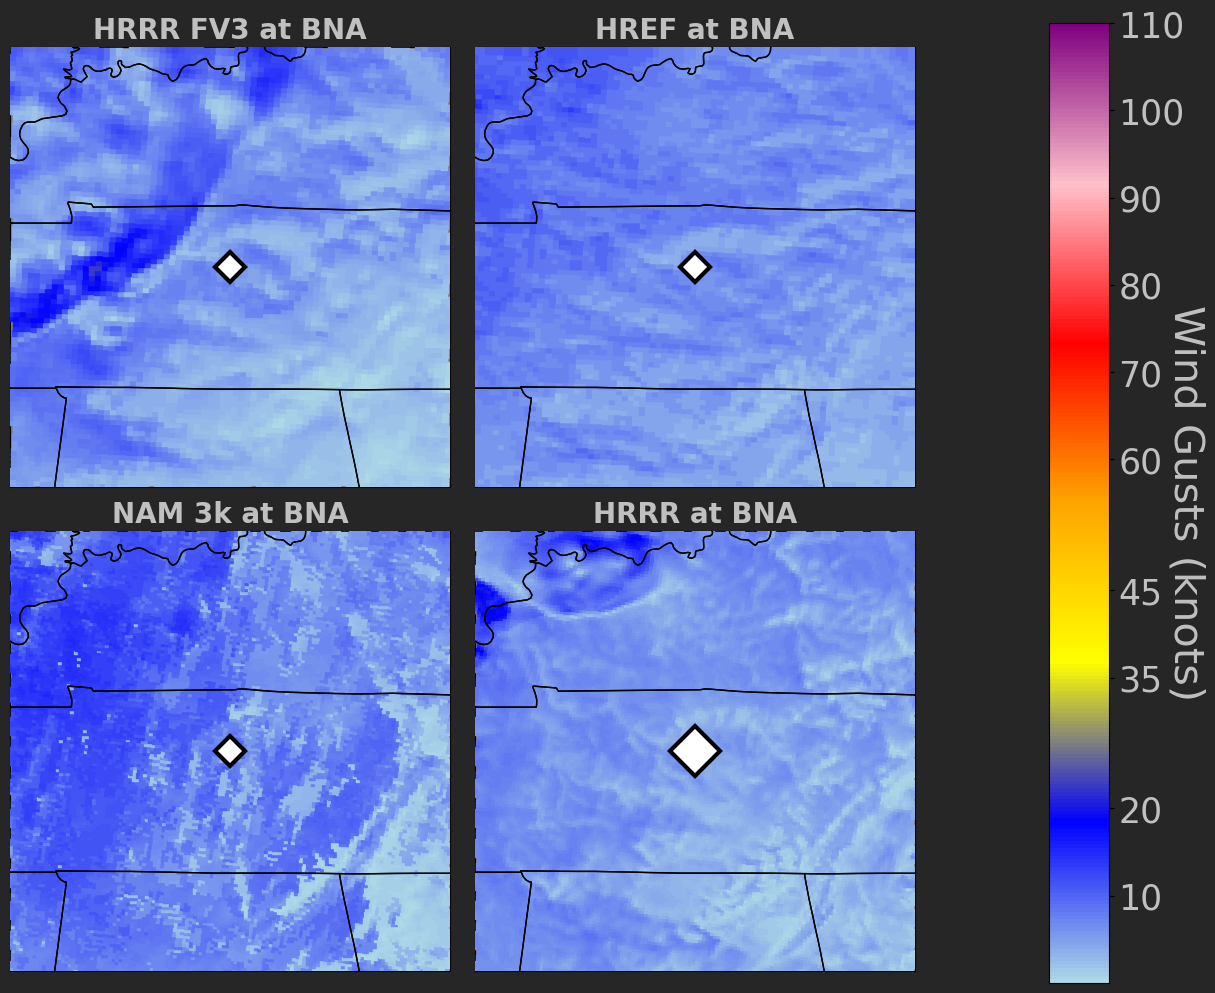 HRRR FV3 at BNA
HREF at BNA
NAM 3k at BNA
HRRR at BNA
110
100
90
80
70
60
45
35
20
10
Wind Gusts (knots)